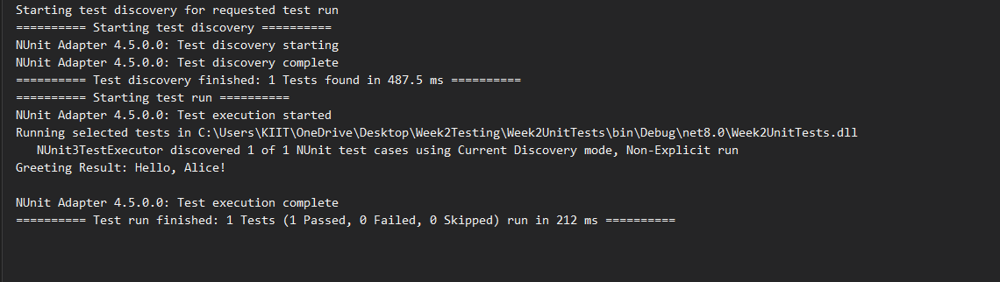 Starting test discovery for requested test run
========== Starting test discovery ==========
NUnit Adapter 4.5.0.0: Test discovery starting
NUnit Adapter 4.5.0.0: Test discovery complete
========== Test discovery finished: 1 Tests found in 487.5 ms ==========
========== Starting test run ==========
NUnit Adapter 4.5.0.0: Test execution started
Running selected tests in C:\Users\KIIT\OneDrive\Desktop\Week2Testing\Week2UnitTests\bin\Debug\net8.0\Week2UnitTests.dll
   NUnit3TestExecutor discovered 1 of 1 NUnit test cases using Current Discovery mode, Non-Explicit run
Greeting Result: Hello, Alice!
NUnit Adapter 4.5.0.0: Test execution complete
========== Test run finished: 1 Tests (1 Passed, 0 Failed, 0 Skipped) run in 212 ms ==========